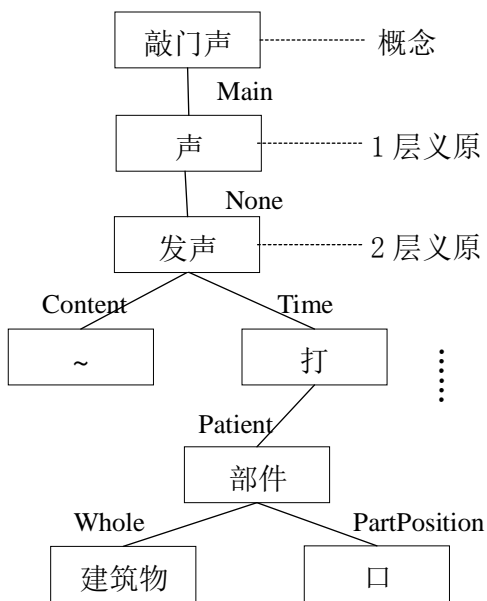 敲门声 概念
Main
声 1层义原
None
发声 2层义原
Content Time
~ 打
Patient
部件
Whole PartPosition
建筑物 口